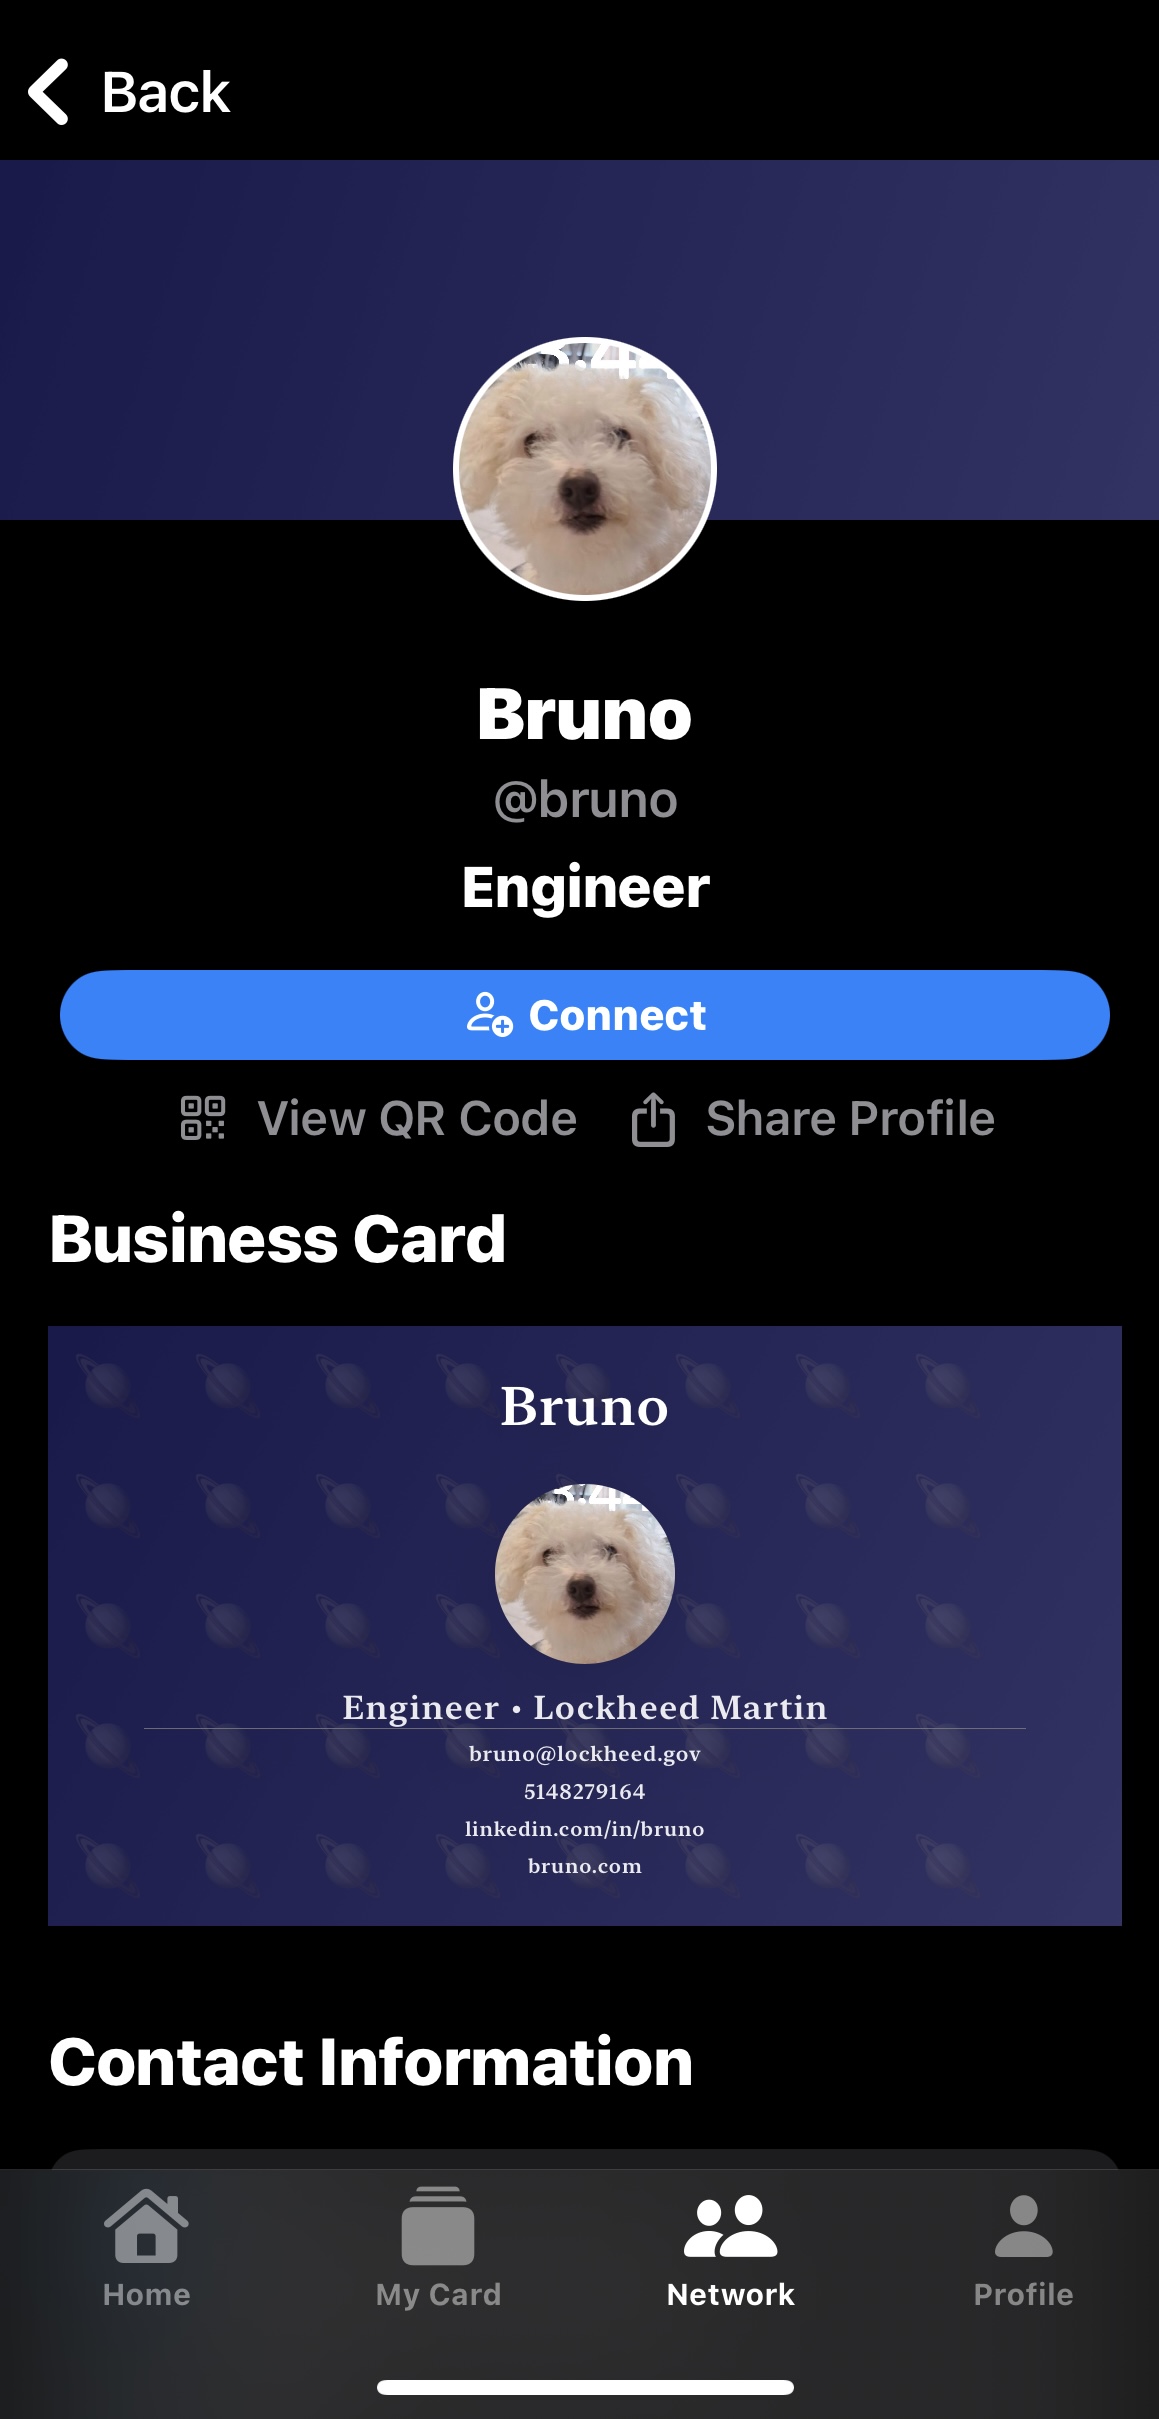 Back
Bruno
@bruno
Engineer
Connect
View QR Code Share Profile
Business Card
Bruno
Engineer • Lockheed Martin
bruno@lockheed.gov
5148279164
linkedin.com/in/bruno
bruno.com
Contact Information
Home My Card Network Profile